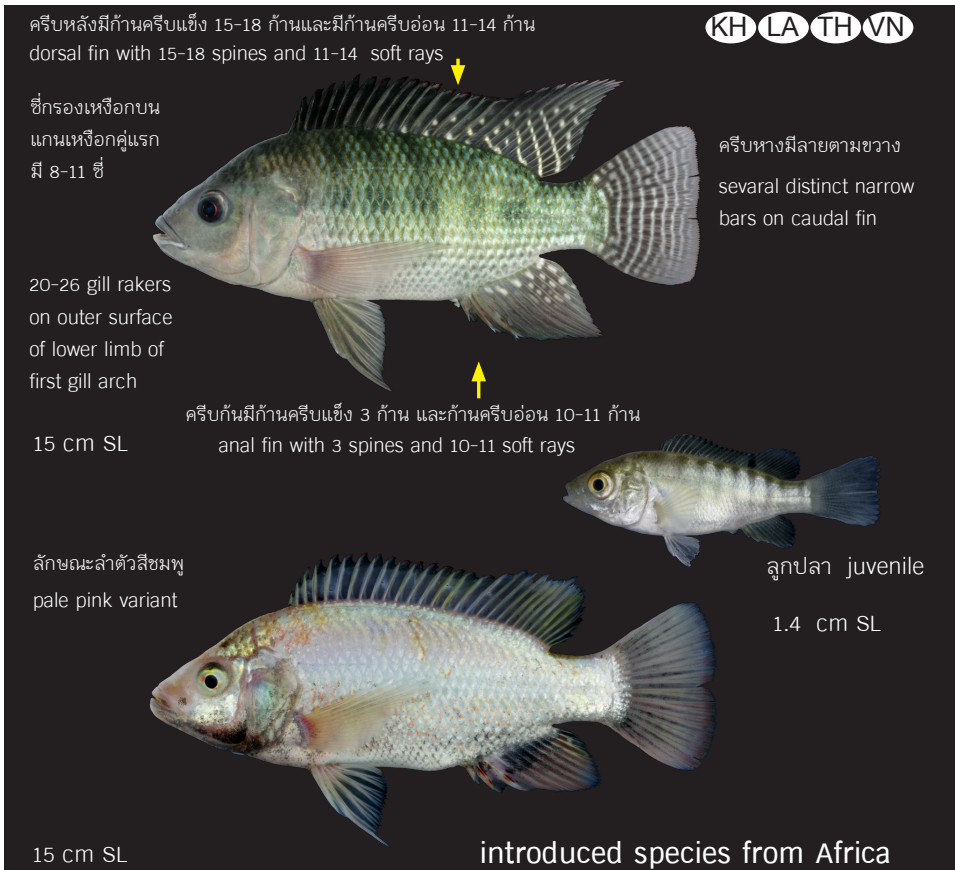 ครีบหลังมีก้านครีบแข็ง 15-18 ก้านและมีก้านครีบอ่อน 11-14 ก้าน
dorsal fin with 15-18 spines and 11-14 soft rays
KH LA TH VN
ซี่กรองเหงือกบน
แกนเหงือกคู่แรก
มี 8-11 ซี่
ครีบหางมีลายตามขวาง
sevaral distinct narrow
bars on caudal fin
20-26 gill rakers
on outer surface
of lower limb of
first gill arch
ครีบก้นมีก้านครีบแข็ง 3 ก้าน และก้านครีบอ่อน 10-11 ก้าน
anal fin with 3 spines and 10-11 soft rays
15 cm SL
ลูกปลา juvenile
1.4 cm SL
ลักษณะลำตัวสีชมพู
pale pink variant
15 cm SL
introduced species from Africa